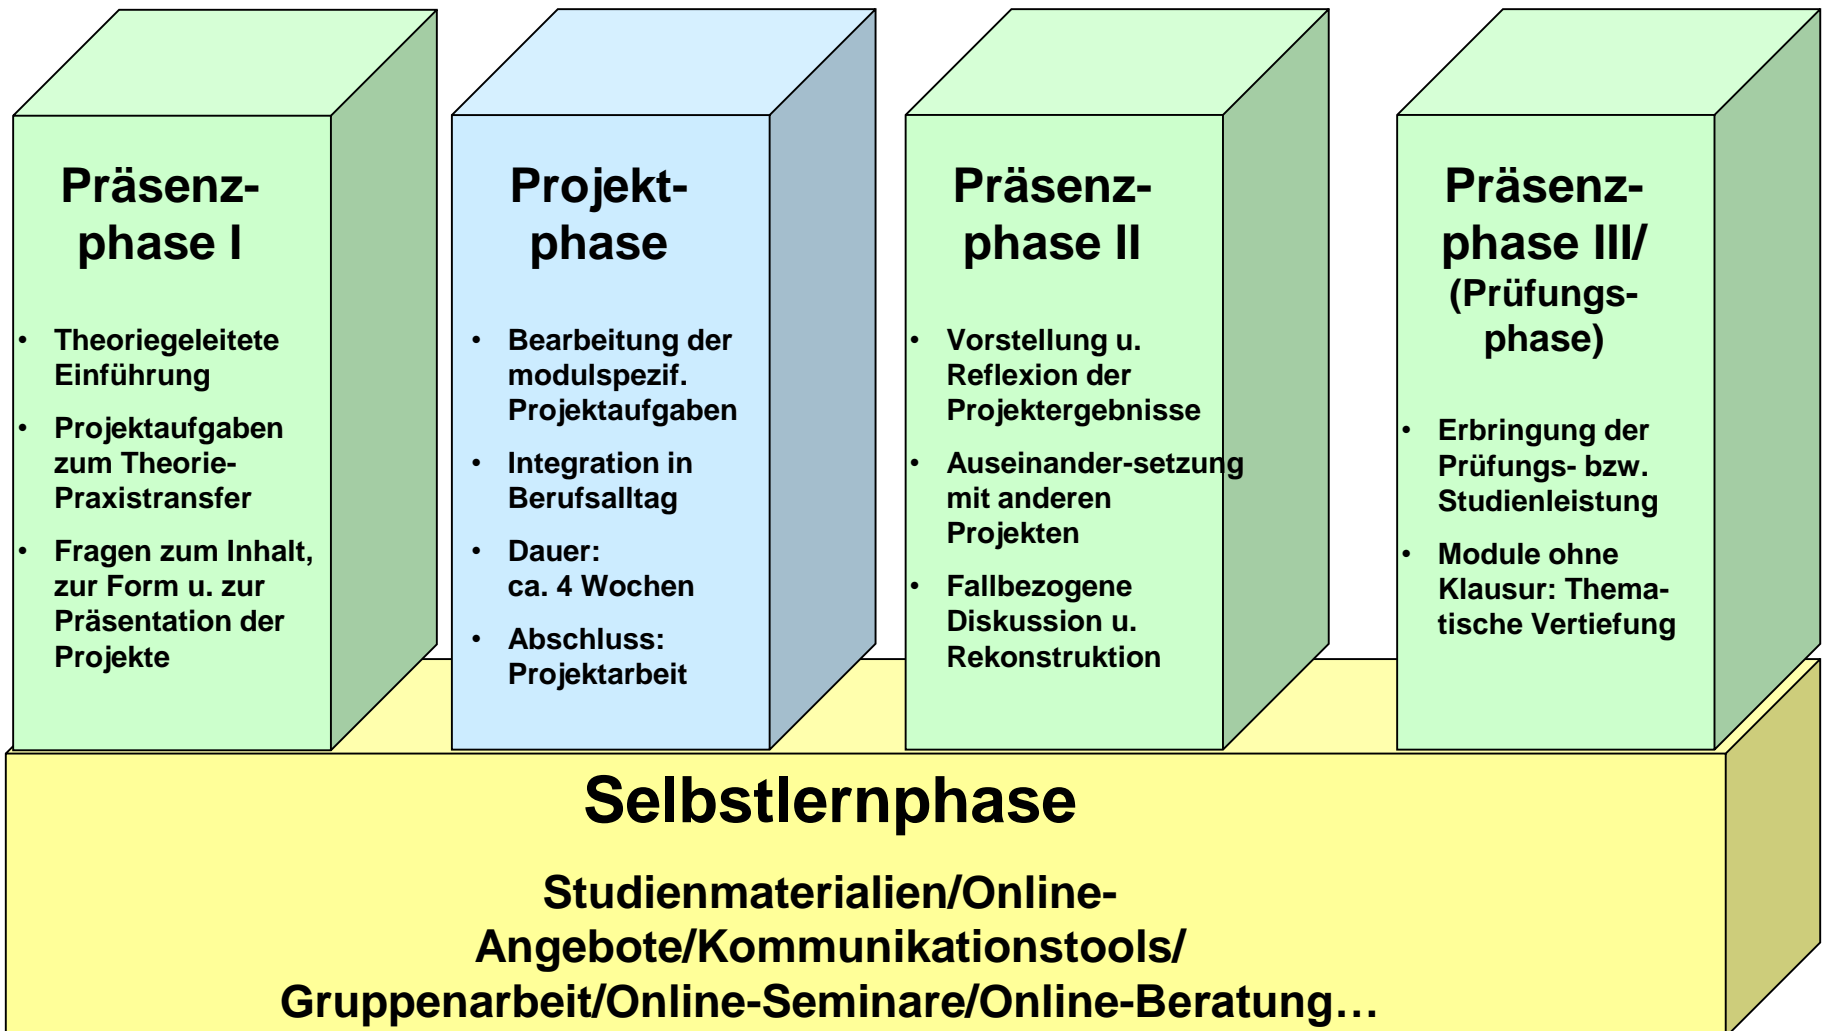 Präsenz-
phase I
• Theoriegeleitete
Einführung
• Projektaufgaben
zum Theorie-
Praxistransfer
• Fragen zum Inhalt,
zur Form u. zur
Präsentation der
Projekte
Projekt-
phase
• Bearbeitung der
modulspezif.
Projektaufgaben
• Integration in
Berufsalltag
• Dauer:
ca. 4 Wochen
• Abschluss:
Projektarbeit
Präsenz-
phase II
• Vorstellung u.
Reflexion der
Projektergebnisse
• Auseinander-setzung
mit anderen
Projekten
• Fallbezogene
Diskussion u.
Rekonstruktion
Präsenz-
phase III/
(Prüfungs-
phase)
• Erbringung der
Prüfungs- bzw.
Studienleistung
• Module ohne
Klausur: Thema-
tische Vertiefung
Selbstlernphase
Studienmaterialien/Online-
Angebote/Kommunikationstools/
Gruppenarbeit/Online-Seminare/Online-Beratung…